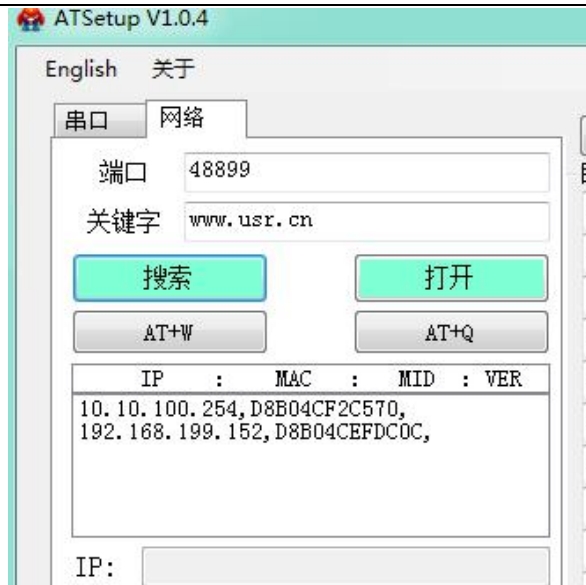 ATSetup V1.0.4
English 关于
串口 网络
端口 48899
关键字 www.usr.cn
搜索 打开
AT+W AT+Q
IP : MAC : MID : VER
10.10.100.254,D8B04CF2C570,
192.168.199.152,D8B04CEFDC0C,
IP: